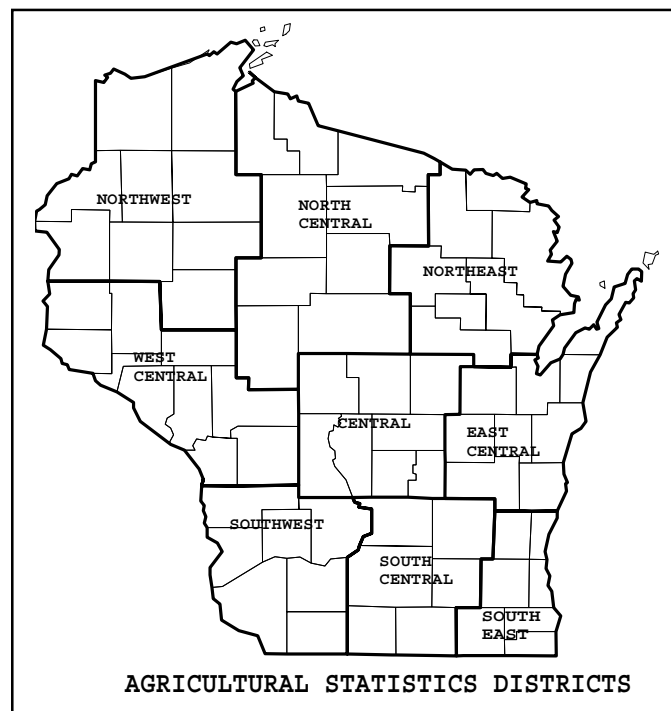 NORTHWEST
NORTH
CENTRAL
NORTHEAST
WEST
CENTRAL
CENTRAL
EAST
CENTRAL
SOUTHWEST
SOUTH
CENTRAL
SOUTH
EAST
AGRICULTURAL STATISTICS DISTRICTS